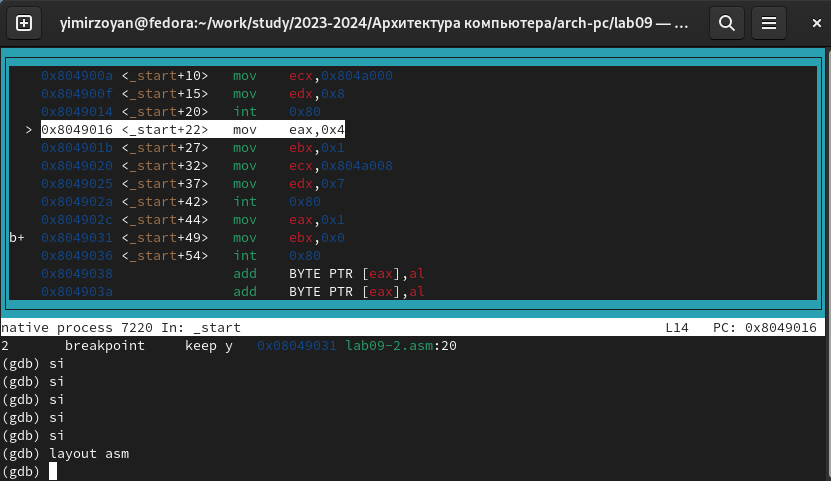 yimirzoyan@fedora:~/work/study/2023-2024/Архитектура компьютера/arch-pc/lab09 — ...
0x804900a <_start+10> mov ecx,0x804a000
0x804900f <_start+15> mov edx,0x8
0x8049014 <_start+20> int 0x80
> 0x8049016 <_start+22> mov eax,0x4
0x804901b <_start+27> mov ebx,0x1
0x8049020 <_start+32> mov ecx,0x804a008
0x8049025 <_start+37> mov edx,0x7
0x804902a <_start+42> int 0x80
0x804902c <_start+44> mov eax,0x1
b+ 0x8049031 <_start+49> mov ebx,0x0
0x8049036 <_start+54> int 0x80
0x8049038 add BYTE PTR [eax],al
0x804903a add BYTE PTR [eax],al
native process 7220 In: _start L14 PC: 0x8049016
2 breakpoint keep y 0x08049031 lab09-2.asm:20
(gdb) si
(gdb) si
(gdb) si
(gdb) si
(gdb) si
(gdb) layout asm
(gdb)